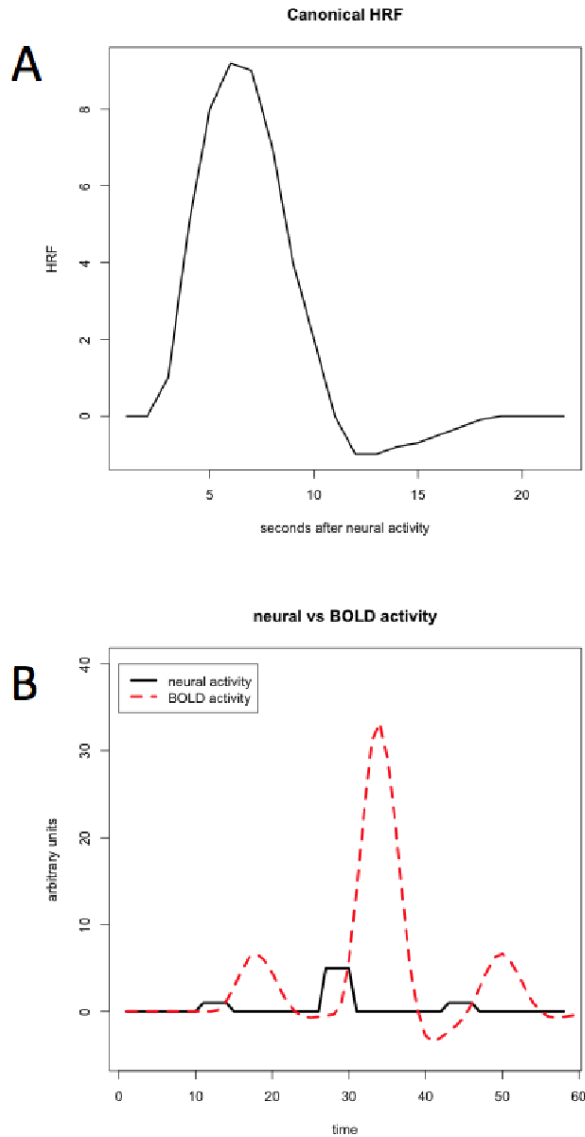 Canonical HRF
A
HRF
8
6
4
2
0
5 10 15 20
seconds after neural activity
neural vs BOLD activity
B
neural activity
BOLD activity
arbitrary units
40
30
20
10
0
0 10 20 30 40 50 60
time